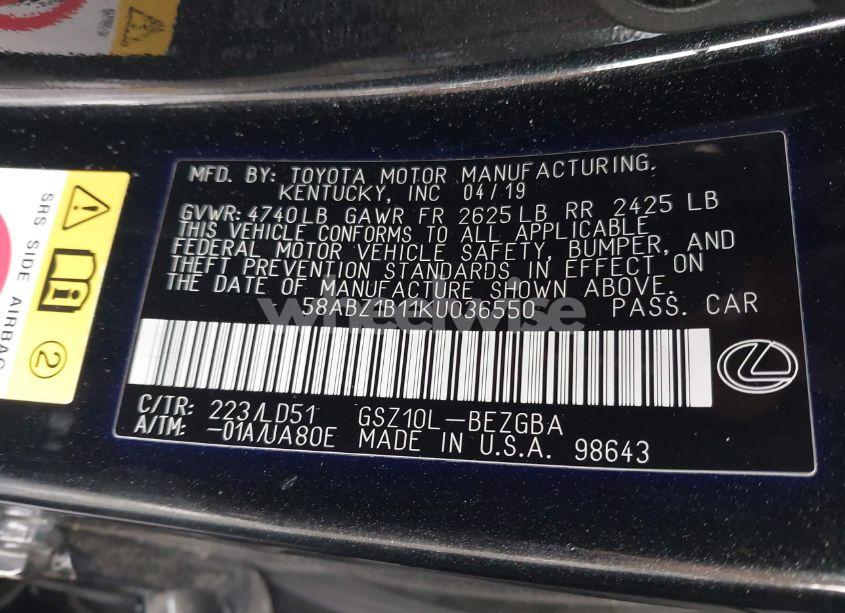 MFD. BY: TOYOTA MOTOR MANUFACTURING.
KENTUCKY, INC 04/19
GVWR: 4740LB GAWR FR 2625LB RR 2425 LB
THIS VEHICLE CONFORMS TO ALL APPLICABLE
FEDERAL MOTOR VEHICLE SAFETY, BUMPER, AND
THEFT PREVENTION STANDARDS IN EFFECT ON
THE DATE OF MANUFACTURE SHOWN ABOVE.
58ABZ1B11KU036550 PASS. CAR
wheelwise
C/TR: 223/LD51 GSZ10L-BEZGBA
A/TM: -01A/UA80E MADE IN U.S.A. 98643
SRS SIDE AIRBAG
2